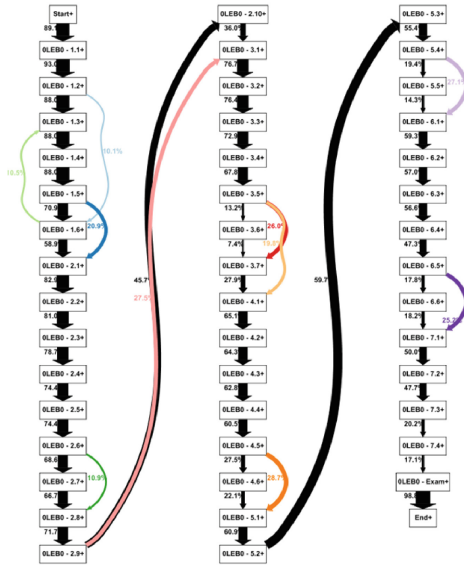 Start+
89.1
0LEB0 - 1.1+
93.0
0LEB0 - 1.2+
88.0
0LEB0 - 1.3+
88.0
0LEB0 - 1.4+
88.0
0LEB0 - 1.5+
70.9
0LEB0 - 1.6+
58.9
0LEB0 - 2.1+
82.9
0LEB0 - 2.2+
81.0
0LEB0 - 2.3+
78.7
0LEB0 - 2.4+
74.4
0LEB0 - 2.5+
74.4
0LEB0 - 2.6+
68.6
0LEB0 - 2.7+
66.7
0LEB0 - 2.8+
71.7
0LEB0 - 2.9+
10.1%
20.9%
10.9%
45.7%
27.5%
0LEB0 - 2.10+
36.0%
0LEB0 - 3.1+
76.7
0LEB0 - 3.2+
76.4
0LEB0 - 3.3+
72.9
0LEB0 - 3.4+
67.8
0LEB0 - 3.5+
13.2%
0LEB0 - 3.6+
7.4%
0LEB0 - 3.7+
27.9%
0LEB0 - 4.1+
65.1
0LEB0 - 4.2+
64.3
0LEB0 - 4.3+
62.8
0LEB0 - 4.4+
60.5
0LEB0 - 4.5+
27.5%
0LEB0 - 4.6+
22.1%
0LEB0 - 5.1+
60.9
0LEB0 - 5.2+
26.0%
28.7%
59.7
0LEB0 - 5.3+
55.4
0LEB0 - 5.4+
19.4%
0LEB0 - 5.5+
14.3%
0LEB0 - 6.1+
59.3
0LEB0 - 6.2+
57.0
0LEB0 - 6.3+
56.6
0LEB0 - 6.4+
47.3
0LEB0 - 6.5+
17.8%
0LEB0 - 6.6+
18.2%
0LEB0 - 7.1+
50.0
0LEB0 - 7.2+
47.7
0LEB0 - 7.3+
20.2%
0LEB0 - 7.4+
17.1%
0LEB0 - Exam+
98.8
End+
27.1%
25.2%